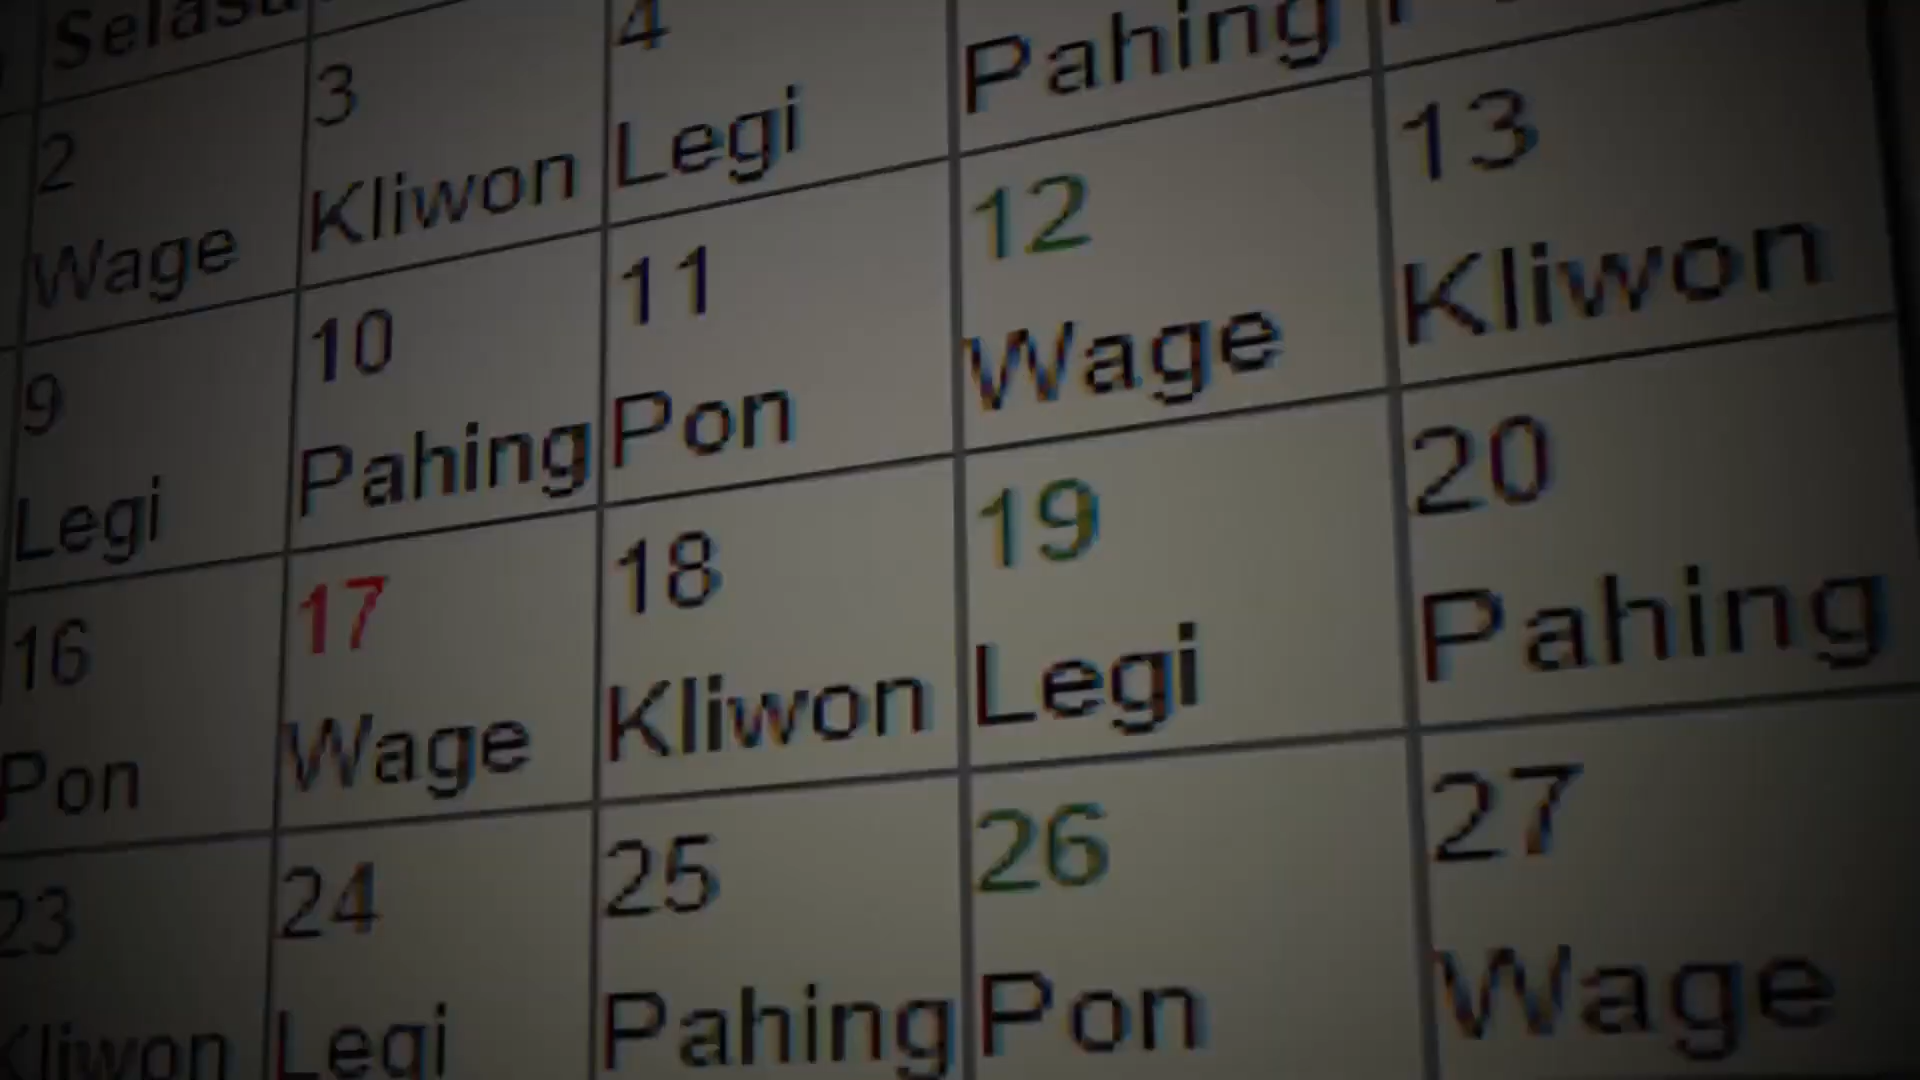 Selasa
2 3 4
Wage Kliwon Legi Pahing
9 10 11 12 13
Legi Pahing Pon Wage Kliwon
16 17 18 19 20
Pon Wage Kliwon Legi Pahing
23 24 25 26 27
Kliwon Legi Pahing Pon Wage